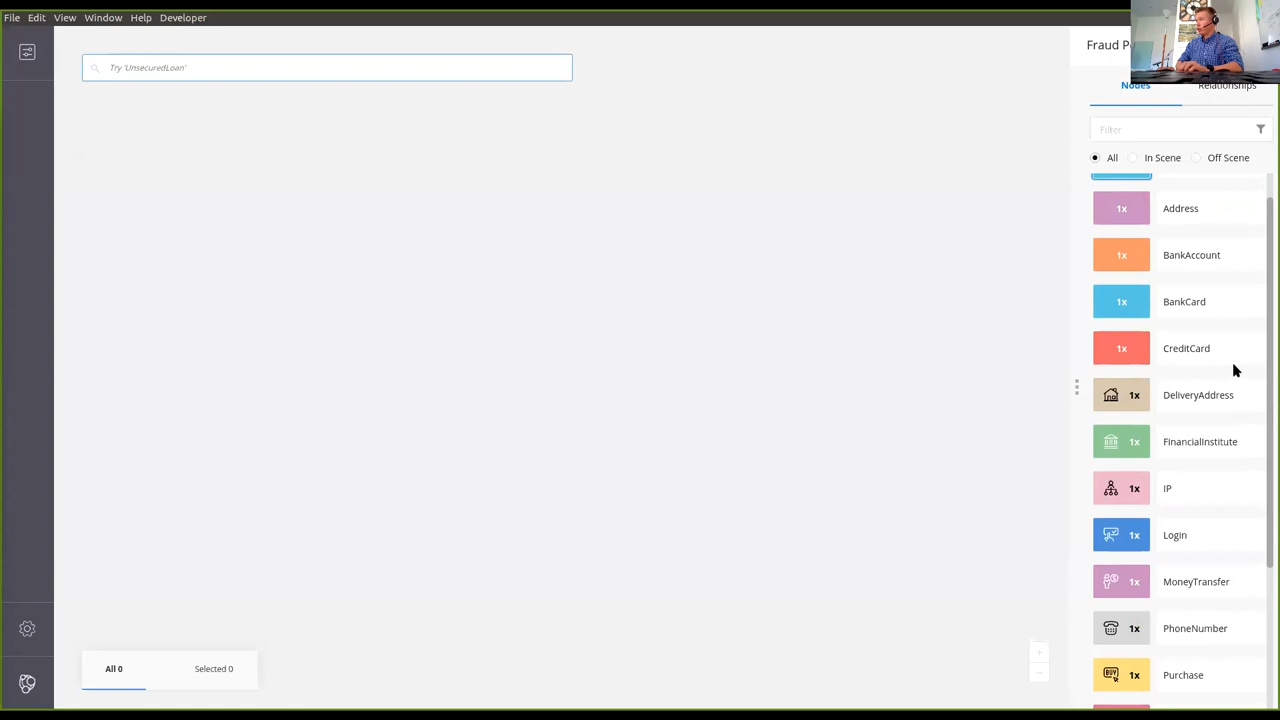 File Edit View Window Help Developer
Try 'UnsecuredLoan'
Fraud
Nodes Relationships
Filter
All In Scene Off Scene
1x Address
1x BankAccount
1x BankCard
1x CreditCard
1x DeliveryAddress
1x FinancialInstitute
1x IP
1x Login
1x MoneyTransfer
1x PhoneNumber
BUY 1x Purchase
All 0 Selected 0